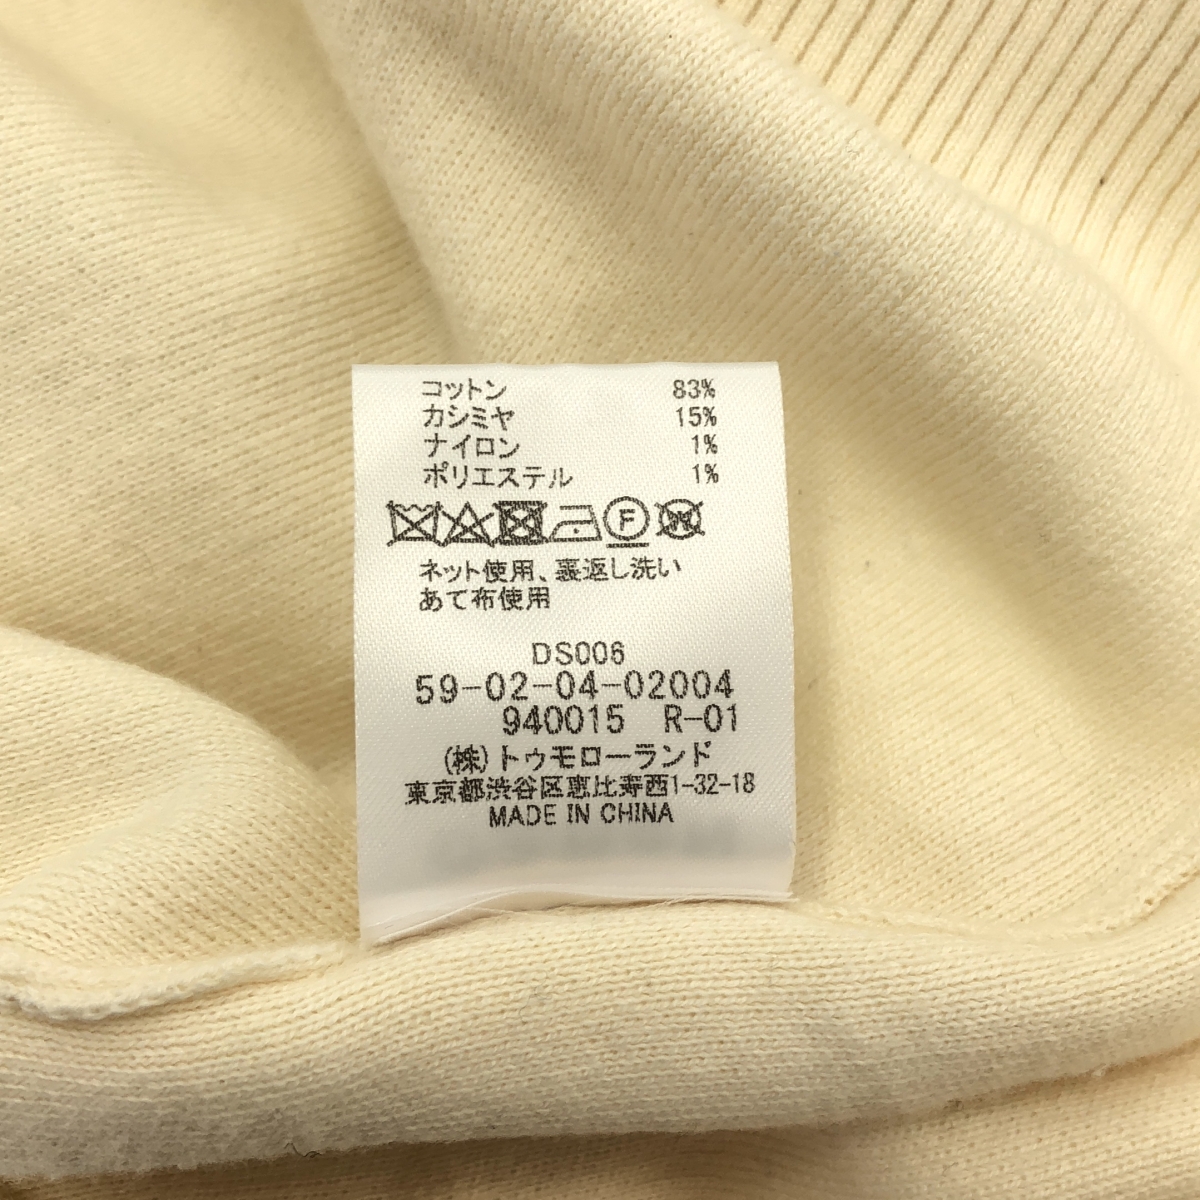 コットン 83%
カシミヤ 15%
ナイロン 1%
ポリエステル 1%
F W
ネット使用、裏返し洗い
あて布使用
DS006
59-02-04-02004
940015 R-01
(株)トゥモローランド
東京都渋谷区恵比寿西1-32-18
MADE IN CHINA